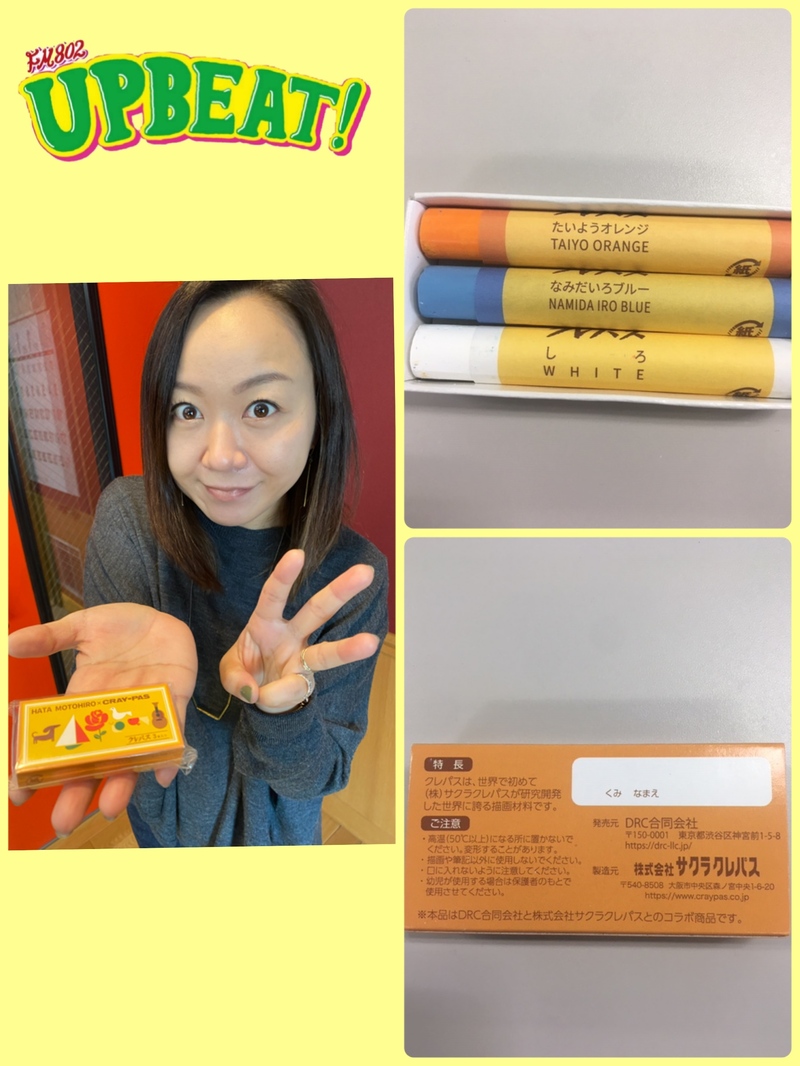 FM802
UPBEAT!
HATA MOTOHIRO × CRAY-PAS
クレパス
たいようオレンジ
TAIYO ORANGE
紙
なみだいろブルー
NAMIDA IRO BLUE
紙
しろ
WHITE
紙
特長
クレパスは、世界で初めて
(株)サクラクレパスが研究開発
した世界に誇る描画材料です。
くみ なまえ
ご注意
・高温(50℃以上)になる所に置かないで
ください。変形することがあります。
・描画や筆記以外に使用しないでください。
・口に入れないように注意してください。
・幼児が使用する場合は保護者のもとで
使用させてください。
発売元 DRC合同会社
〒150-0001 東京都渋谷区神宮前1-5-8
https://drc-llc.jp/
製造元 株式会社サクラクレパス
〒540-8508 大阪市中央区森ノ宮中央1-6-20
https://www.craypas.co.jp
※本品はDRC合同会社と株式会社サクラクレパスとのコラボ商品です。